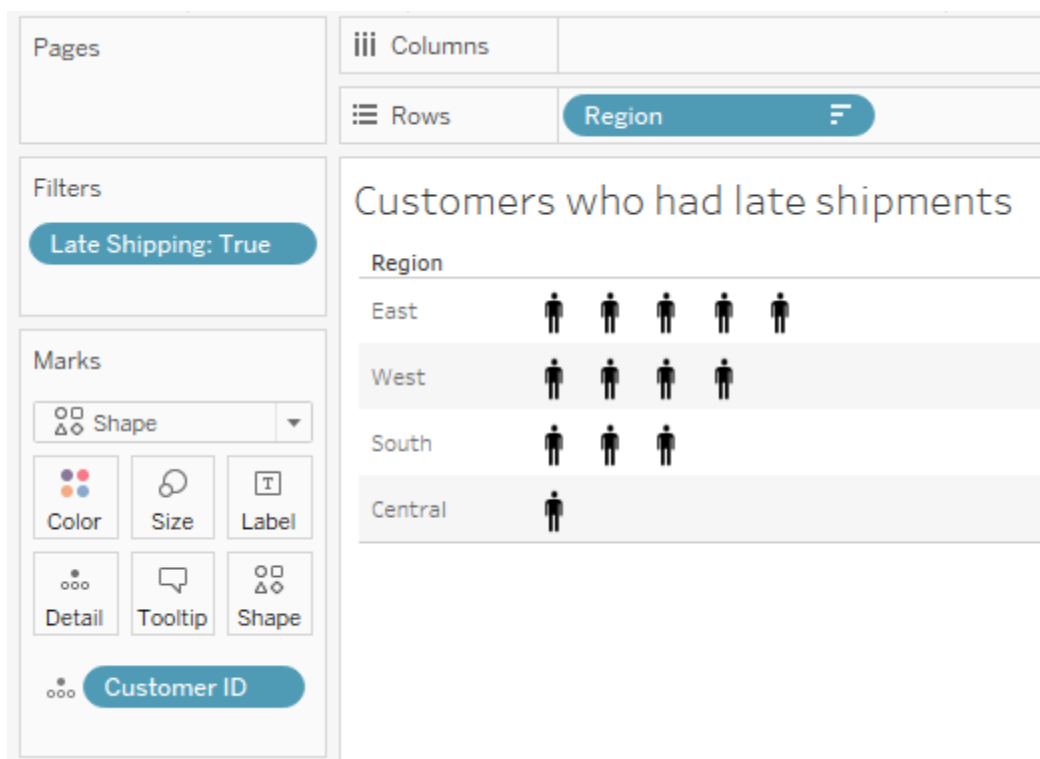 Pages
Columns
Rows
Region
Filters
Late Shipping: True
Customers who had late shipments
Region
East
West
South
Central
Marks
Shape
Color
Size
T
Label
Detail
Tooltip
Shape
Customer ID